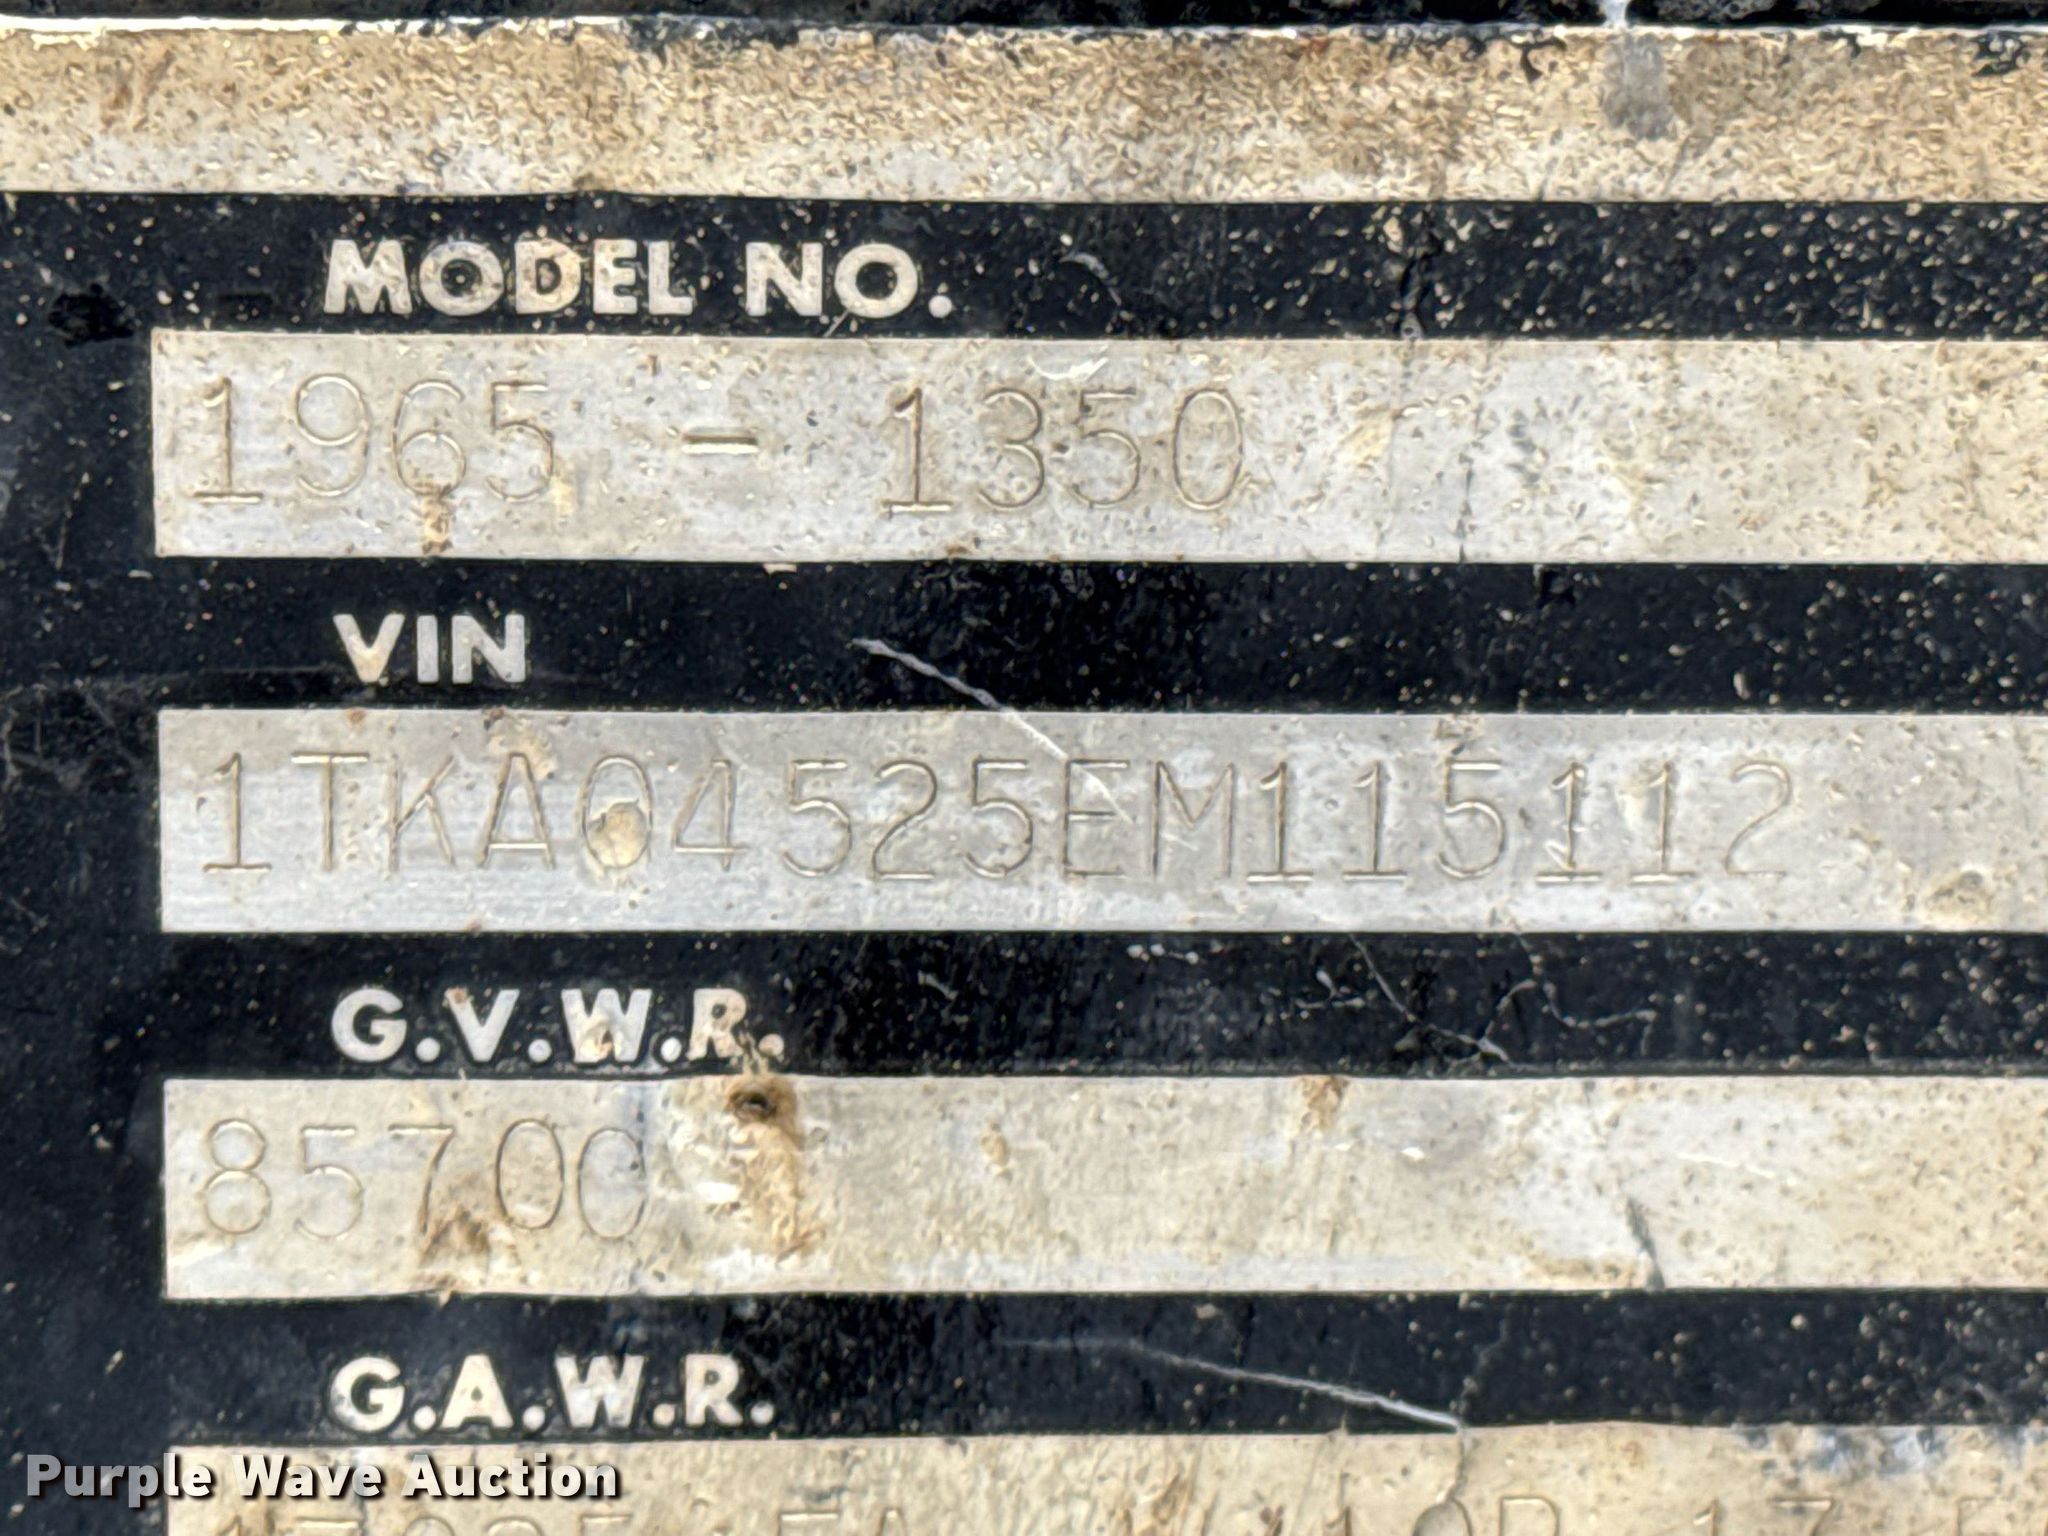 MODEL NO.
1965 - 1350
VIN
1TKA04525EM115112
G.V.W.R.
85700
G.A.W.R.
Purple Wave Auction